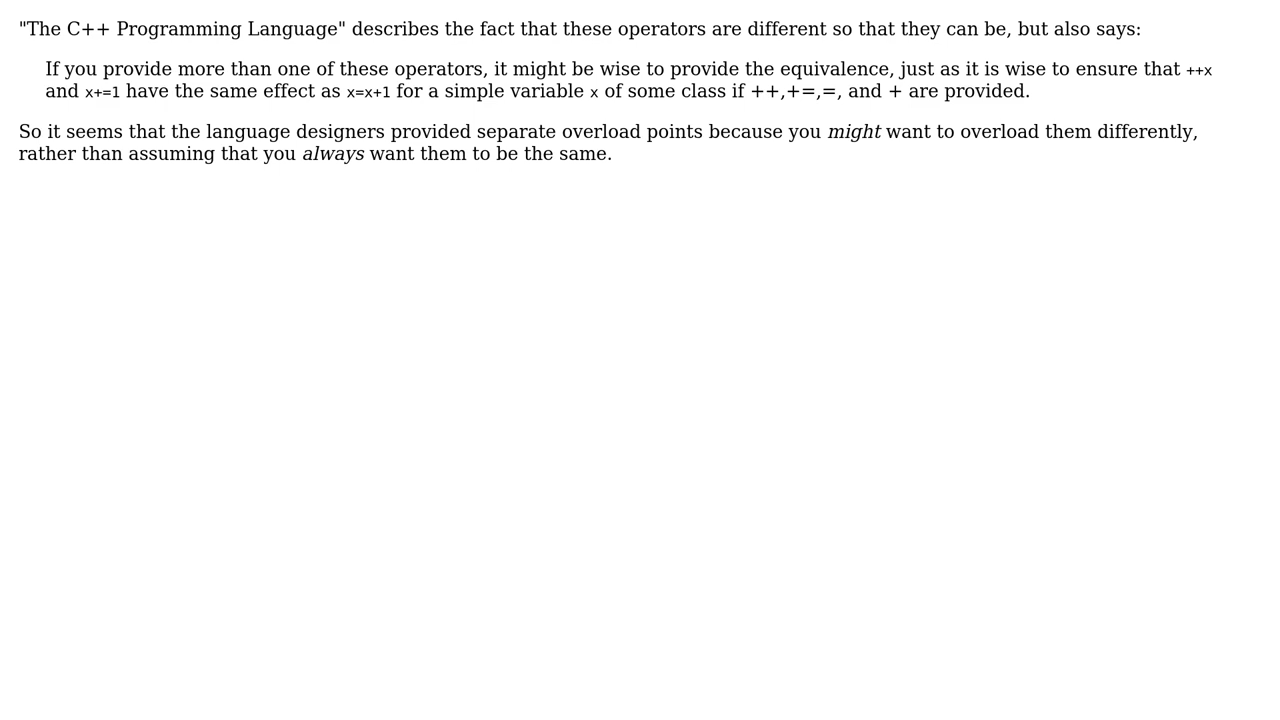 "The C++ Programming Language" describes the fact that these operators are different so that they can be, but also says:
If you provide more than one of these operators, it might be wise to provide the equivalence, just as it is wise to ensure that ++x
and x+=1 have the same effect as x=x+1 for a simple variable x of some class if ++,+=,=, and + are provided.
So it seems that the language designers provided separate overload points because you might want to overload them differently,
rather than assuming that you always want them to be the same.